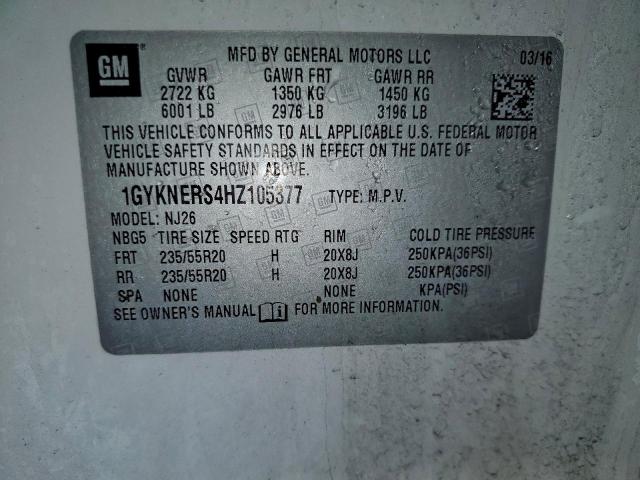 GM
MFD BY GENERAL MOTORS LLC 03/16
GVWR GAWR FRT GAWR RR
2722 KG 1350 KG 1450 KG
6001 LB 2976 LB 3196 LB
THIS VEHICLE CONFORMS TO ALL APPLICABLE U.S. FEDERAL MOTOR
VEHICLE SAFETY STANDARDS IN EFFECT ON THE DATE OF
MANUFACTURE SHOWN ABOVE.
1GYKNERS4HZ105377 TYPE: M.P.V.
MODEL: NJ26
NBG5 TIRE SIZE SPEED RTG RIM COLD TIRE PRESSURE
FRT 235/55R20 H 20X8J 250KPA(36PSI)
RR 235/55R20 H 20X8J 250KPA(36PSI)
SPA NONE NONE KPA(PSI)
SEE OWNER'S MANUAL FOR MORE INFORMATION.